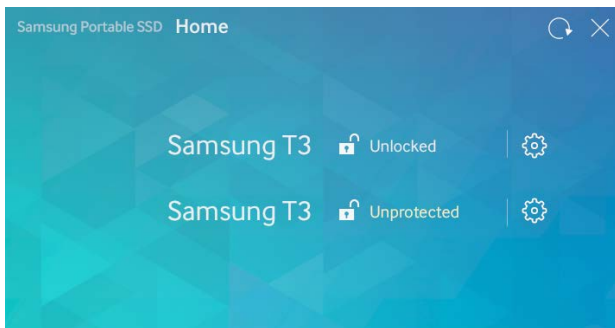 Samsung Portable SSD Home
Samsung T3 Unlocked
Samsung T3 Unprotected